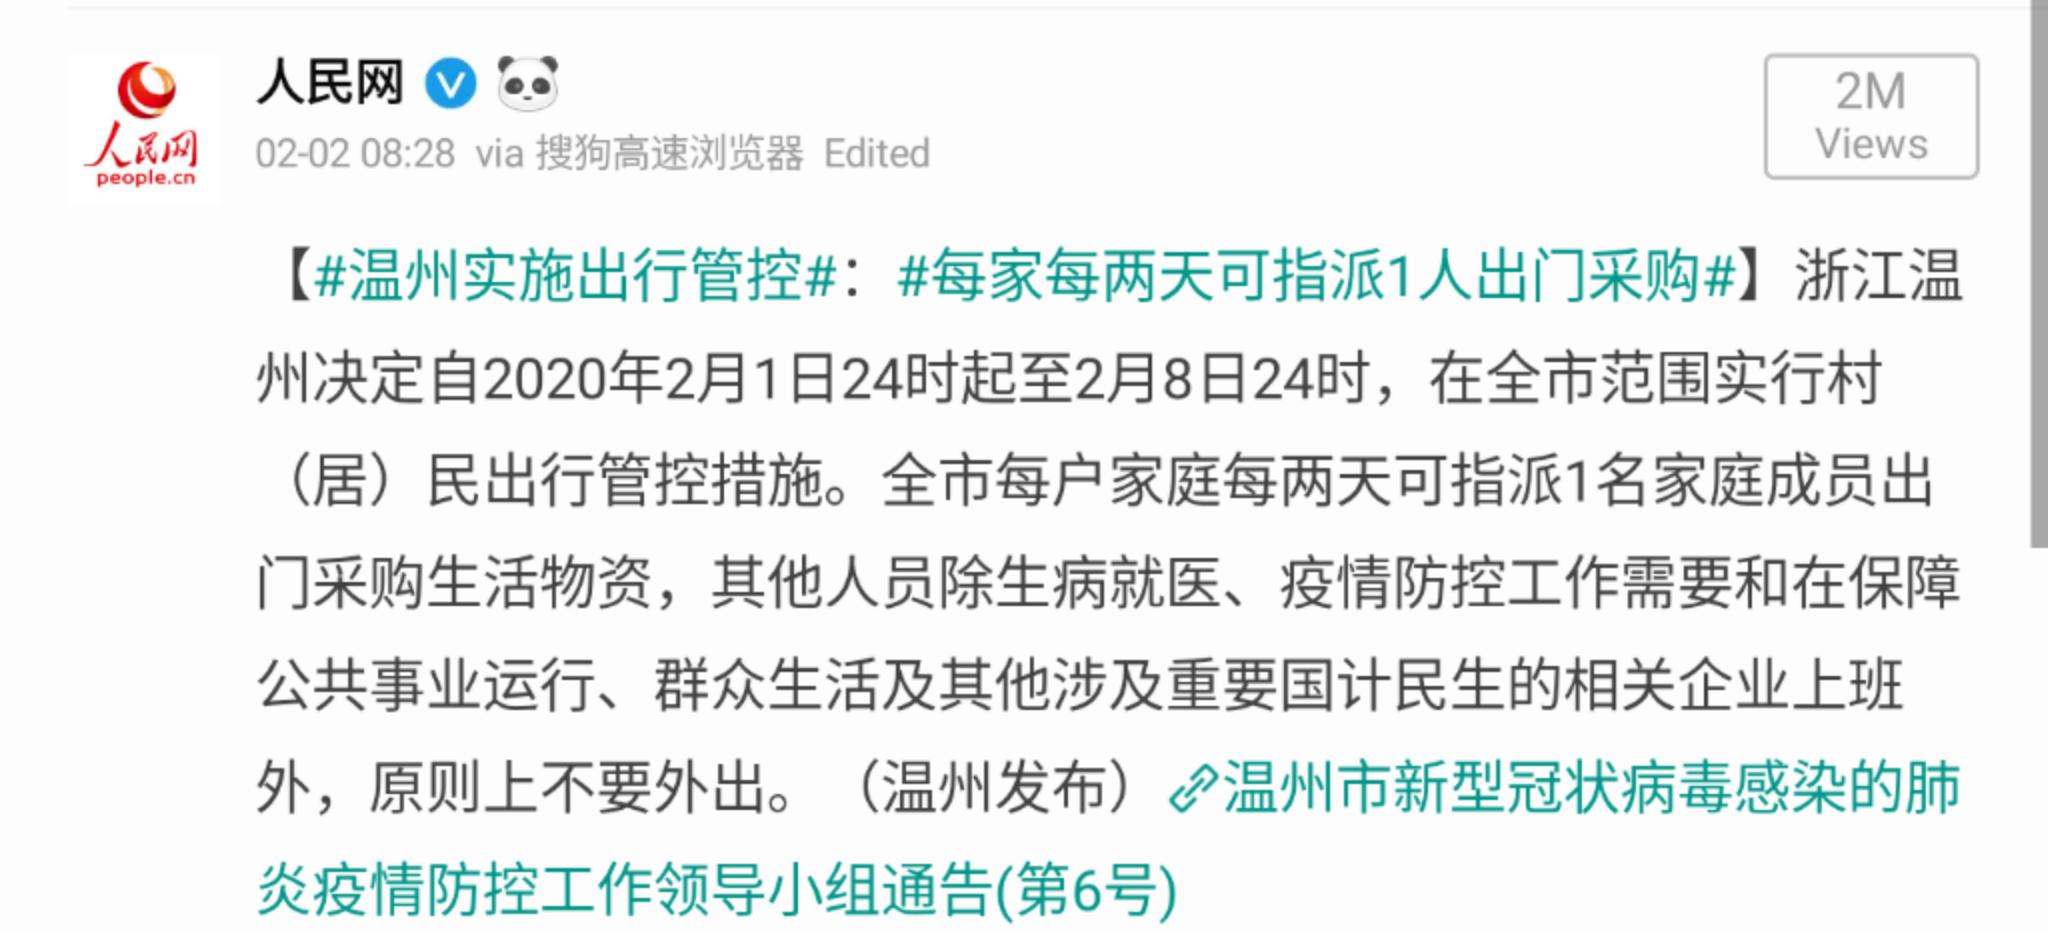 人民网
people.cn
人民网
02-02 08:28 via 搜狗高速浏览器 Edited
2M
Views
【#温州实施出行管控#：#每家每两天可指派1人出门采购#】浙江温
州决定自2020年2月1日24时起至2月8日24时，在全市范围实行村
（居）民出行管控措施。全市每户家庭每两天可指派1名家庭成员出
门采购生活物资，其他人员除生病就医、疫情防控工作需要和在保障
公共事业运行、群众生活及其他涉及重要国计民生的相关企业上班
外，原则上不要外出。（温州发布）温州市新型冠状病毒感染的肺
炎疫情防控工作领导小组通告(第6号)